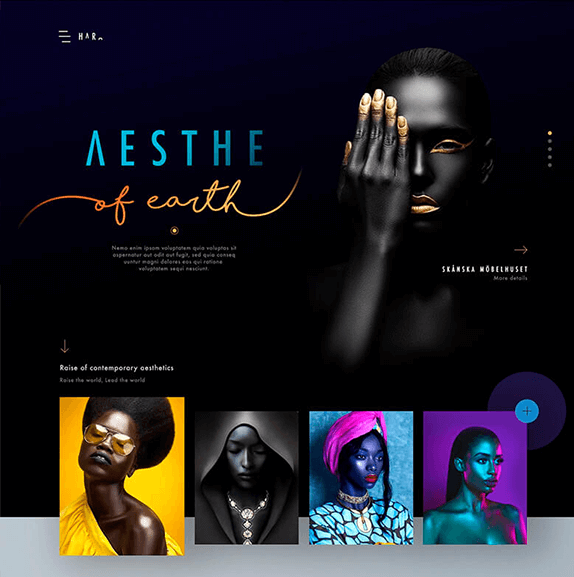 HAR
AESTHE
of earth
Nemo enim ipsam voluptatem quia voluptas sit
aspernatur aut odit aut fugit, sed quia conseq
uuntur magni dolores eos qui ratione
voluptatem sequi nesciunt.
SKÅNSKA MÖBELHUSET
More details
Raise of contemporary aesthetics
Raise the world, Lead the world